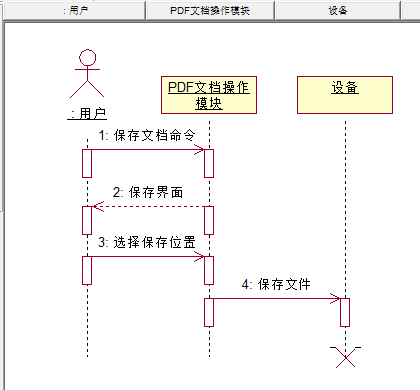 : 用户
PDF文档操作模块
设备
: 用户
PDF文档操作
模块
设备
1: 保存文档命令
2: 保存界面
3: 选择保存位置
4: 保存文件